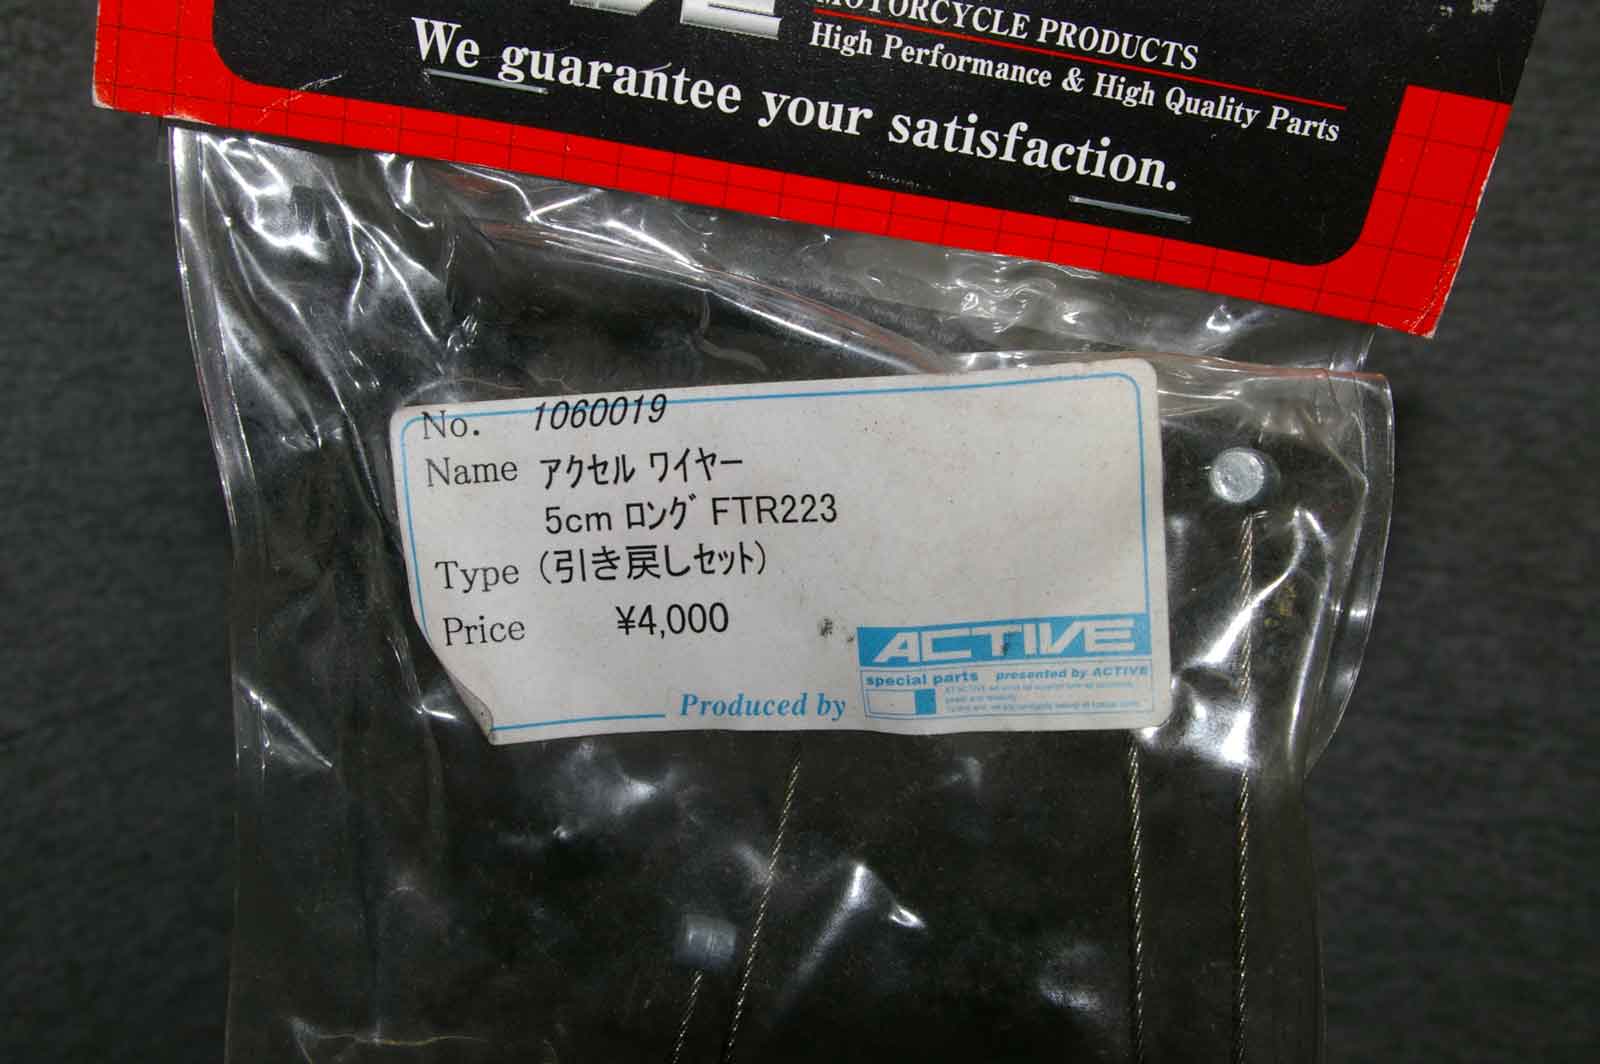 MOTORCYCLE PRODUCTS
High Performance & High Quality Parts
We guarantee your satisfaction.
No. 1060019
Name アクセル ワイヤー
5cm ロング FTR223
Type (引き戻しセット)
Price ¥4,000
ACTIVE
special parts presented by ACTIVE
Produced by